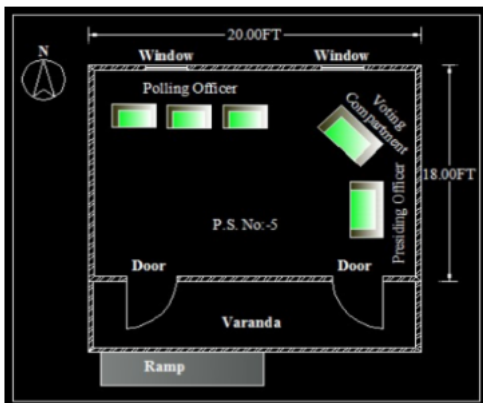 20.00FT
N
Window
Window
Polling Officer
Voting
Compartment
18.00FT
Presiding Officer
P.S. No:-5
Door
Door
Varanda
Ramp